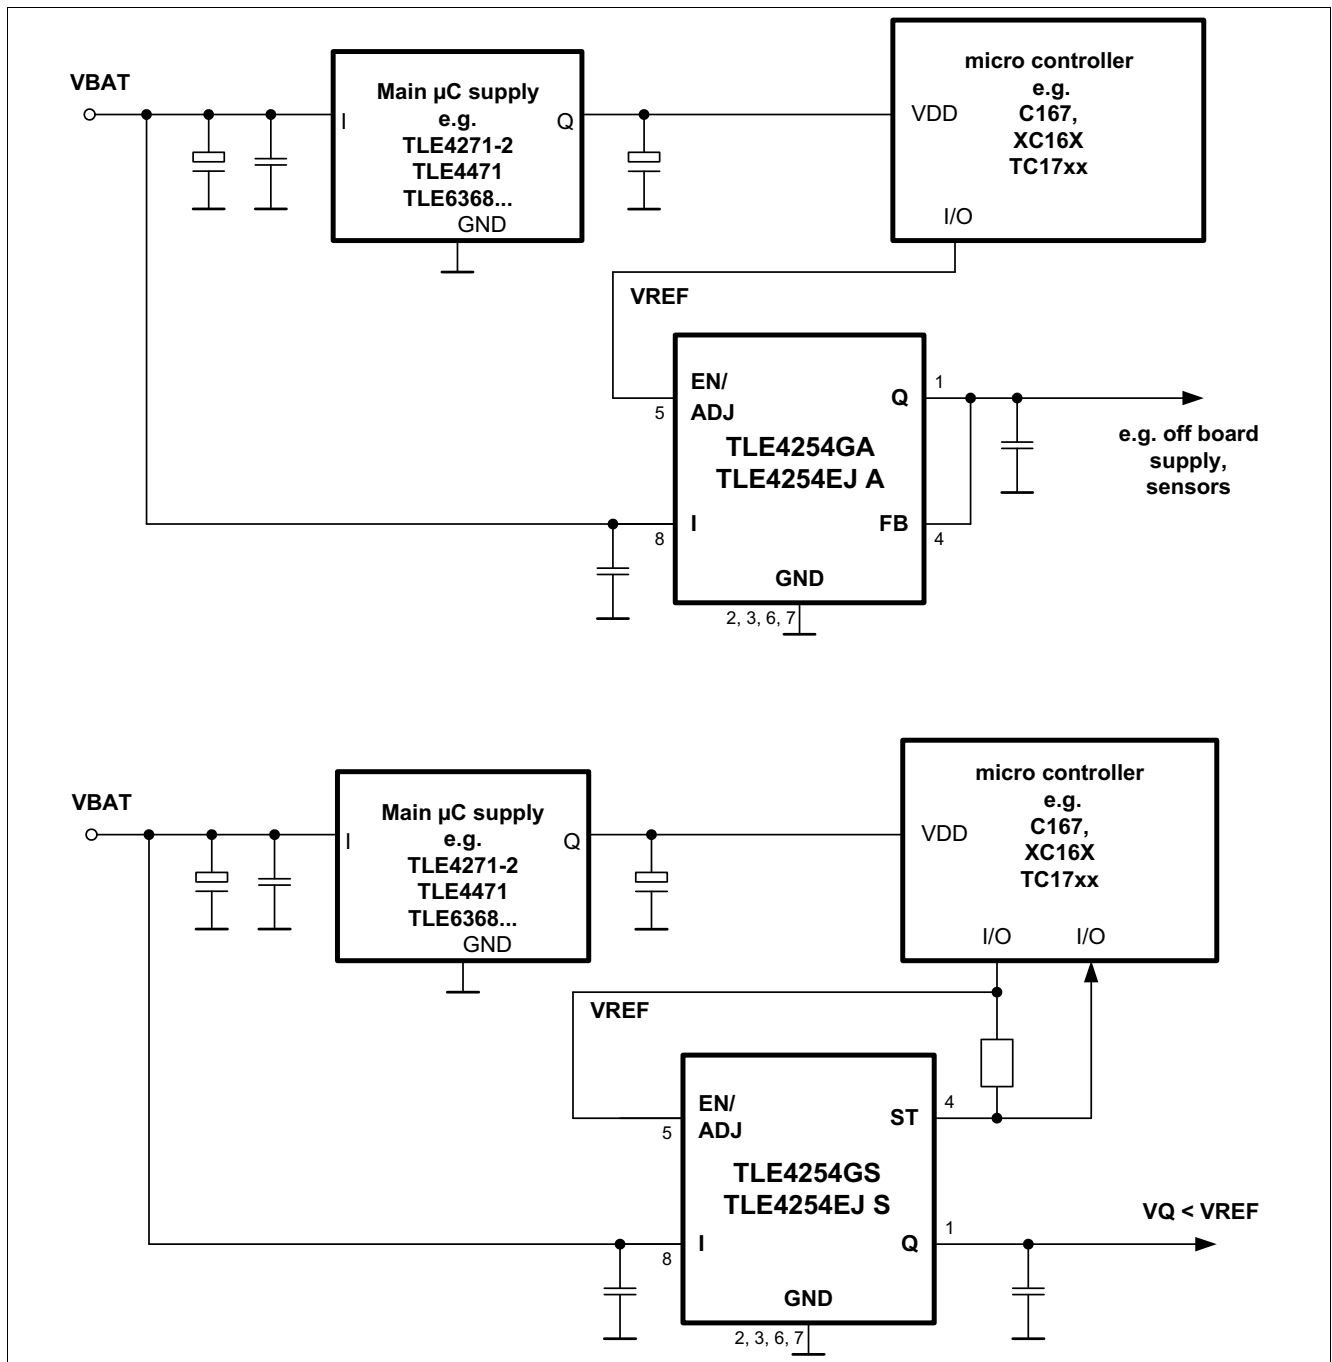 VBAT
Main µC supply
e.g.
TLE4271-2
TLE4471
TLE6368...
I
Q
GND
micro controller
e.g.
C167,
XC16X
TC17xx
VDD
I/O
VREF
EN/
ADJ
5
Q
1
TLE4254GA
TLE4254EJ A
I
8
FB
4
GND
2, 3, 6, 7
e.g. off board
supply,
sensors
VBAT
Main µC supply
e.g.
TLE4271-2
TLE4471
TLE6368...
I
Q
GND
micro controller
e.g.
C167,
XC16X
TC17xx
VDD
I/O
I/O
VREF
EN/
ADJ
5
ST
4
TLE4254GS
TLE4254EJ S
I
8
Q
1
GND
2, 3, 6, 7
VQ < VREF